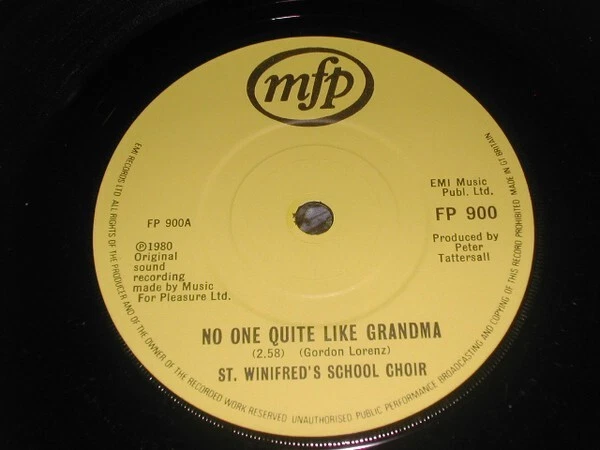 mfp
EMI Music
Publ. Ltd.
FP 900A
FP 900
℗1980
Original
sound
recording
made by Music
For Pleasure Ltd.
Produced by
Peter
Tattersall
NO ONE QUITE LIKE GRANDMA
(2.58) (Gordon Lorenz)
ST. WINIFRED'S SCHOOL CHOIR
EMI RECORDS LTD ALL RIGHTS OF THE PRODUCER AND OF THE OWNER OF THE RECORDED WORK RESERVED UNAUTHORISED PUBLIC PERFORMANCE BROADCASTING AND COPYING OF THIS RECORD PROHIBITED MADE IN GT BRITAIN